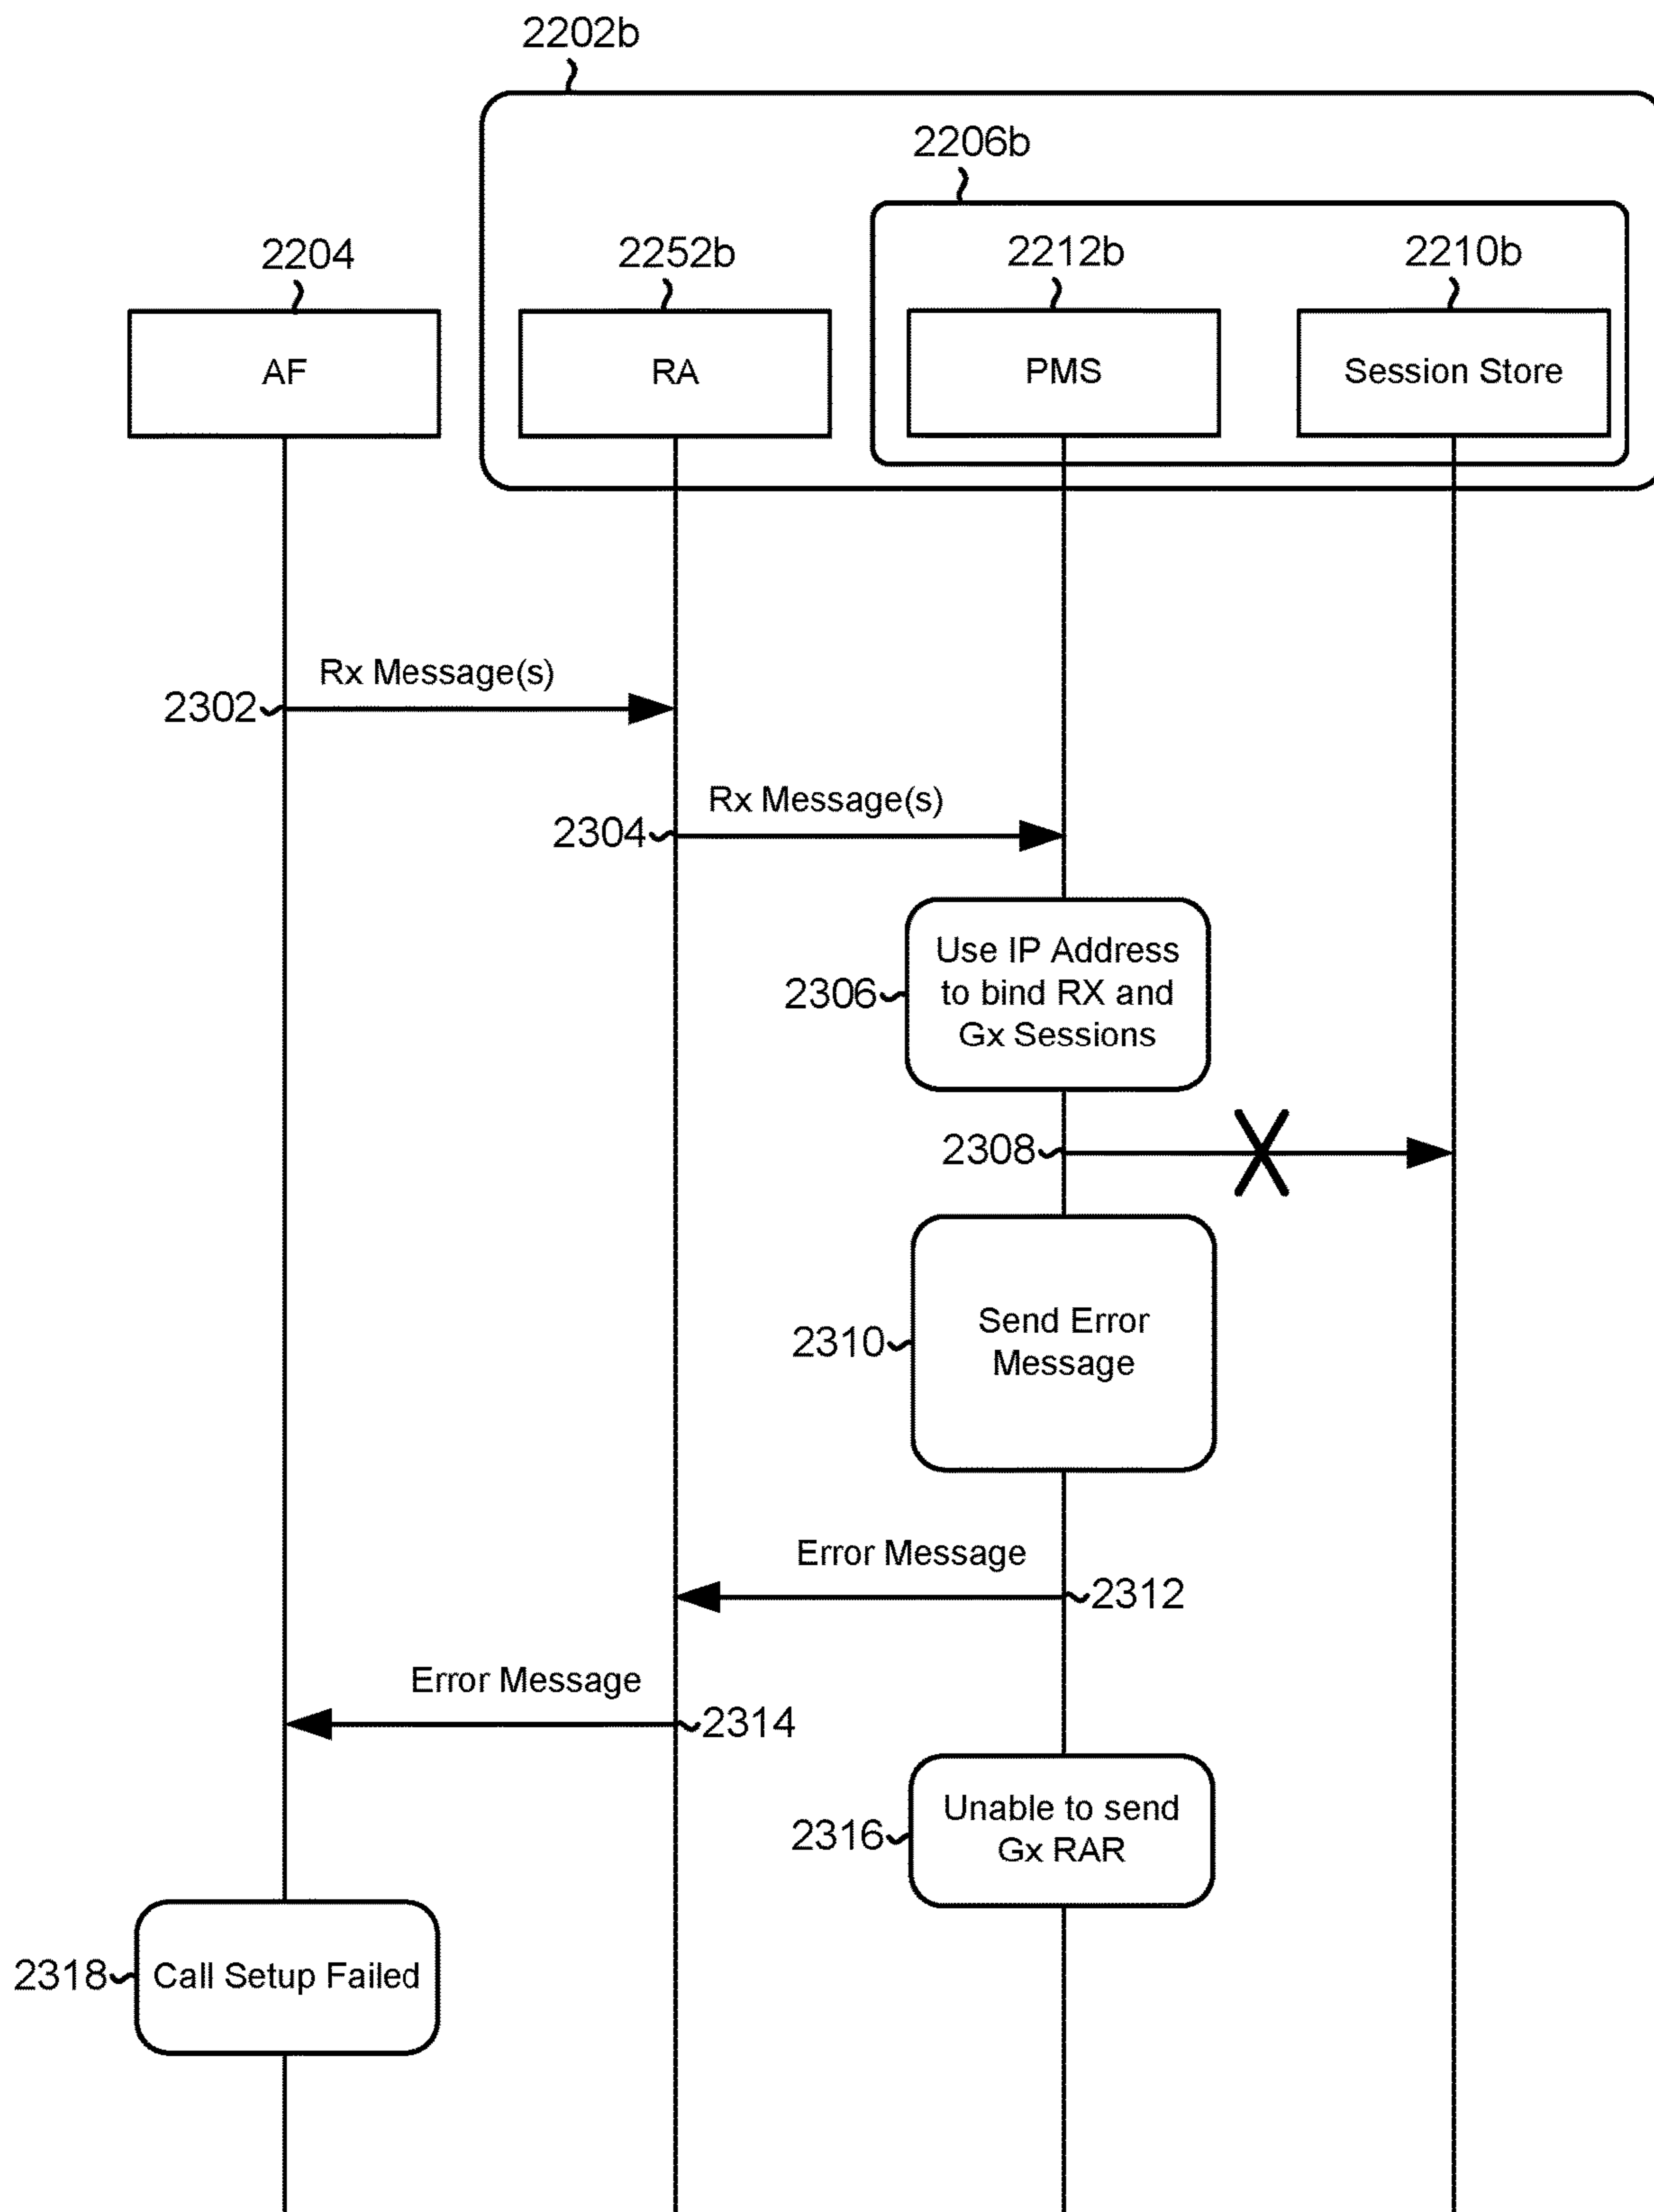 2202b
2206b
2204
2252b
2212b
2210b
AF
RA
PMS
Session Store
Rx Message(s)
2302
Rx Message(s)
2304
Use IP Address
to bind RX and
Gx Sessions
2306
2308
Send Error
Message
2310
Error Message
2312
Error Message
2314
Unable to send
Gx RAR
2316
Call Setup Failed
2318